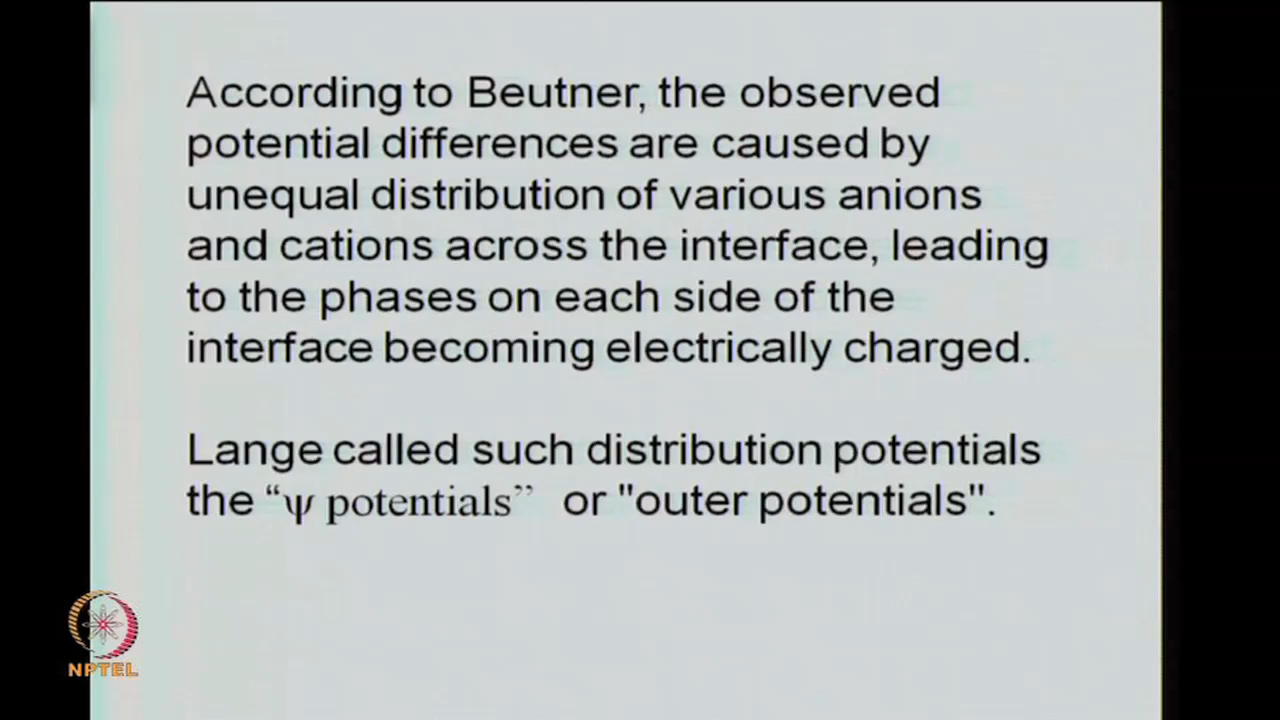 According to Beutner, the observed
potential differences are caused by
unequal distribution of various anions
and cations across the interface, leading
to the phases on each side of the
interface becoming electrically charged.
Lange called such distribution potentials
the “ψ potentials” or "outer potentials".
NPTEL